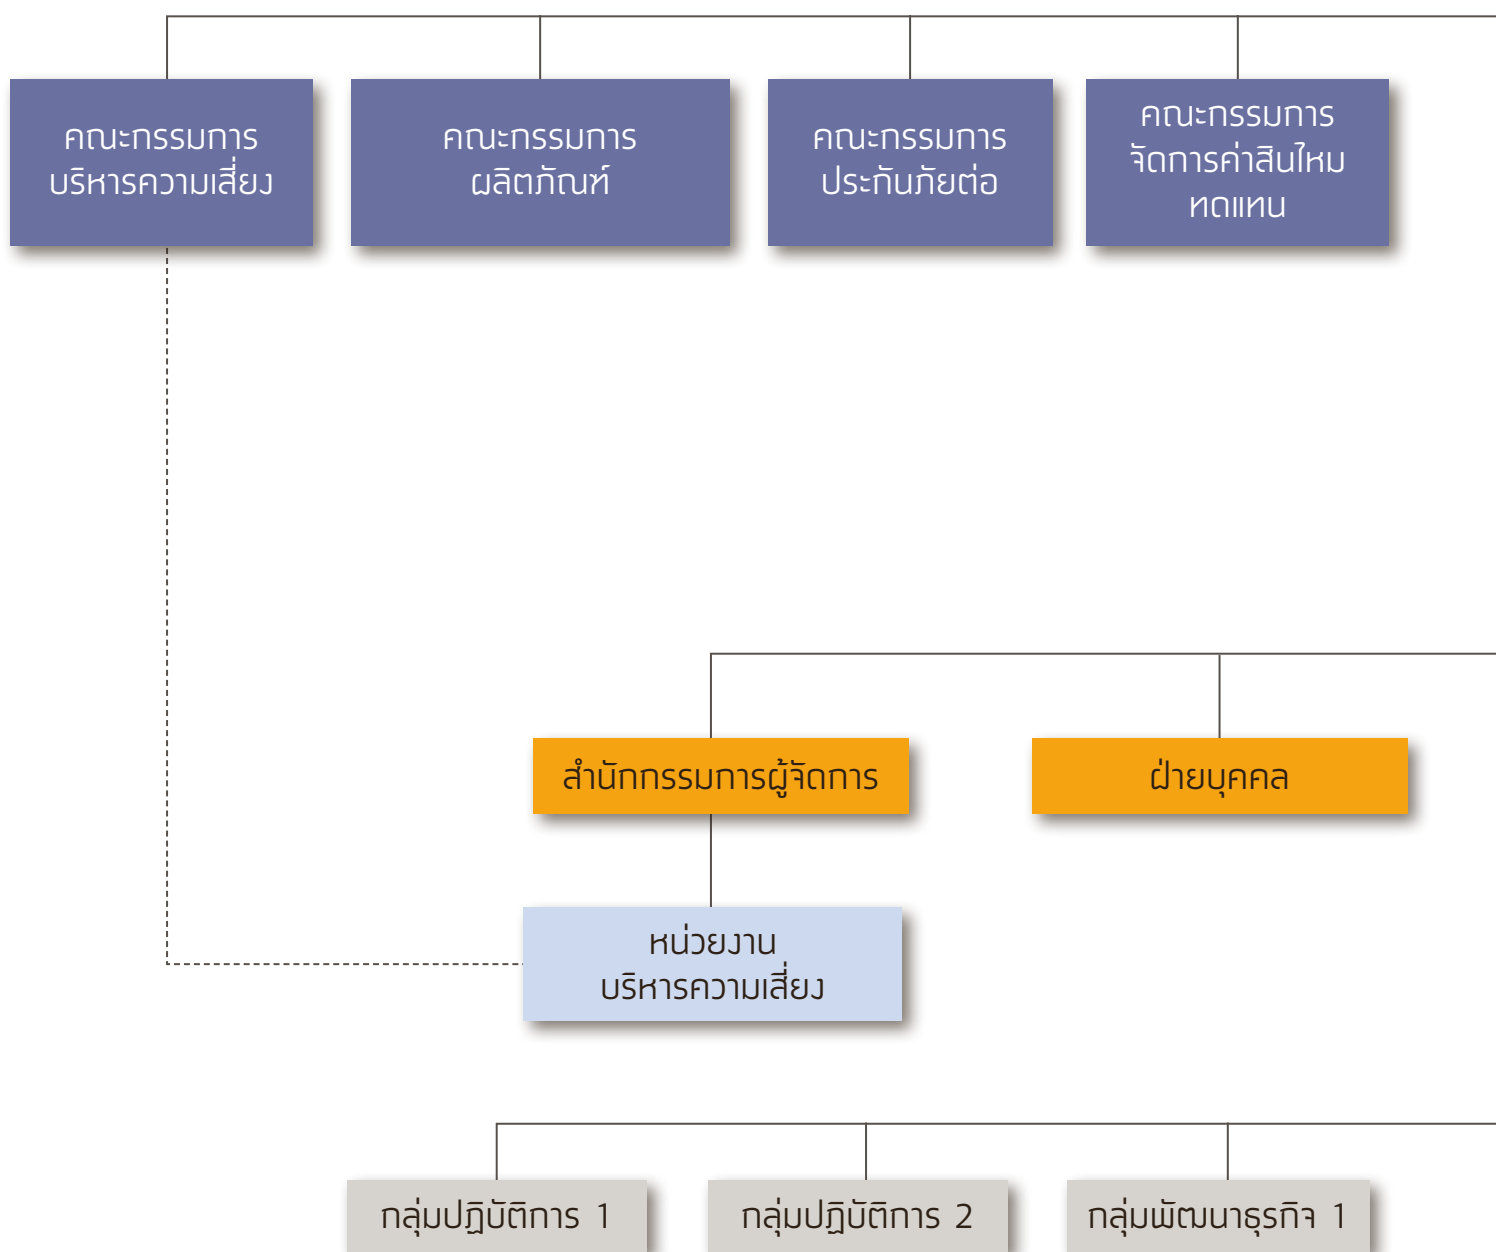 คณะกรรมการ
บริหารความเสี่ยง
คณะกรรมการ
ผลิตภัณฑ์
คณะกรรมการ
ประกันภัยต่อ
คณะกรรมการ
จัดการค่าสินไหม
ทดแทน
สำนักกรรมการผู้จัดการ
ฝ่ายบุคคล
หน่วยงาน
บริหารความเสี่ยง
กลุ่มปฏิบัติการ 1
กลุ่มปฏิบัติการ 2
กลุ่มพัฒนาธุรกิจ 1